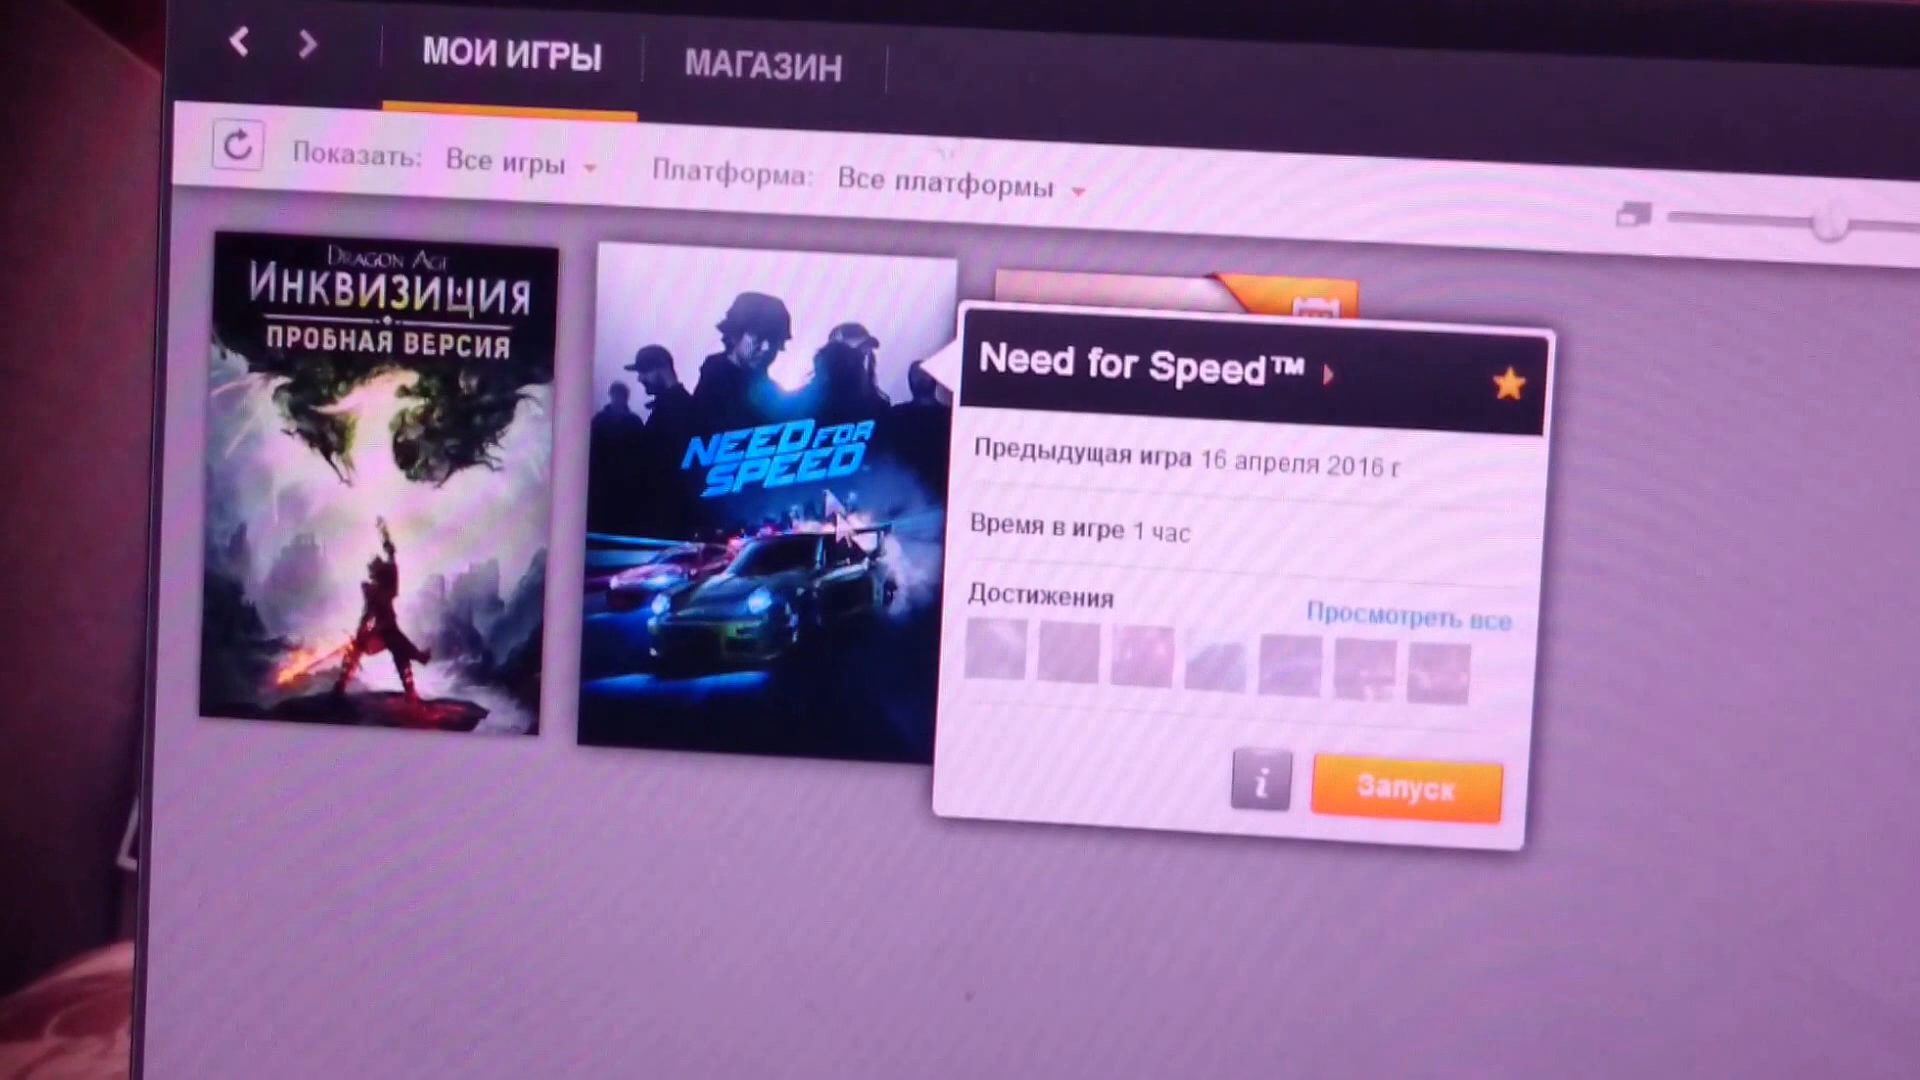 МОИ ИГРЫ
МАГАЗИН
Показать: Все игры
Платформа: Все платформы
DRAGON AGE
ИНКВИЗИЦИЯ
ПРОБНАЯ ВЕРСИЯ
NEED FOR
SPEED
Need for Speed™
Предыдущая игра 16 апреля 2016 г
Время в игре 1 час
Достижения
Просмотреть все
i
Запуск